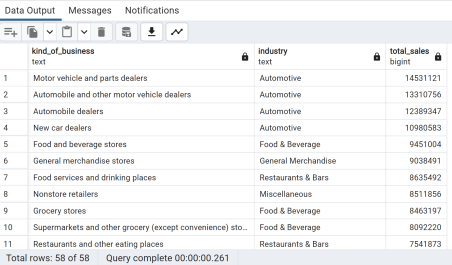 Data Output Messages Notifications
kind_of_business text industry text total_sales bigint
1 Motor vehicle and parts dealers Automotive 14531121
2 Automobile and other motor vehicle dealers Automotive 13310756
3 Automobile dealers Automotive 12389347
4 New car dealers Automotive 10980583
5 Food and beverage stores Food & Beverage 9451004
6 General merchandise stores General Merchandise 9038491
7 Food services and drinking places Restaurants & Bars 8635492
8 Nonstore retailers Miscellaneous 8511856
9 Grocery stores Food & Beverage 8463197
10 Supermarkets and other grocery (except convenience) sto... Food & Beverage 8092220
11 Restaurants and other eating places Restaurants & Bars 7541873
Total rows: 58 of 58 Query complete 00:00:00.261